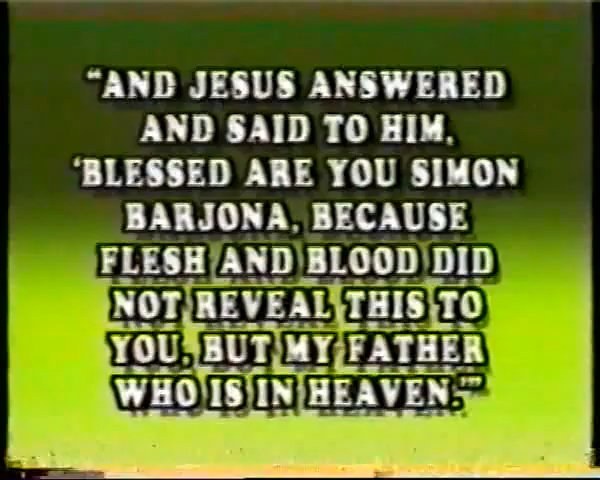 “AND JESUS ANSWERED
AND SAID TO HIM,
‘BLESSED ARE YOU SIMON
BARJONA, BECAUSE
FLESH AND BLOOD DID
NOT REVEAL THIS TO
YOU, BUT MY FATHER
WHO IS IN HEAVEN.’”